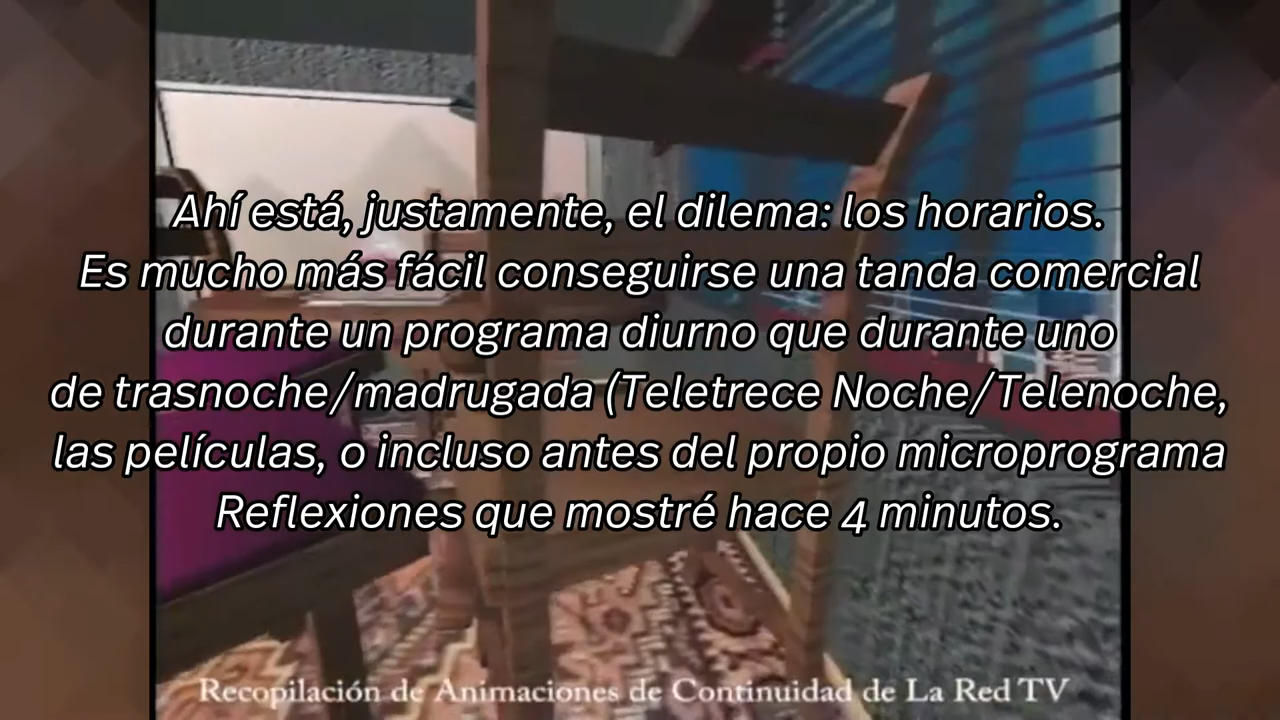 Ahí está, justamente, el dilema: los horarios.
Es mucho más fácil conseguirse una tanda comercial
durante un programa diurno que durante uno
de trasnoche/madrugada (Teletrece Noche/Telenoche,
las películas, o incluso antes del propio microprograma
Reflexiones que mostré hace 4 minutos.
Recopilación de Animaciones de Continuidad de La Red TV